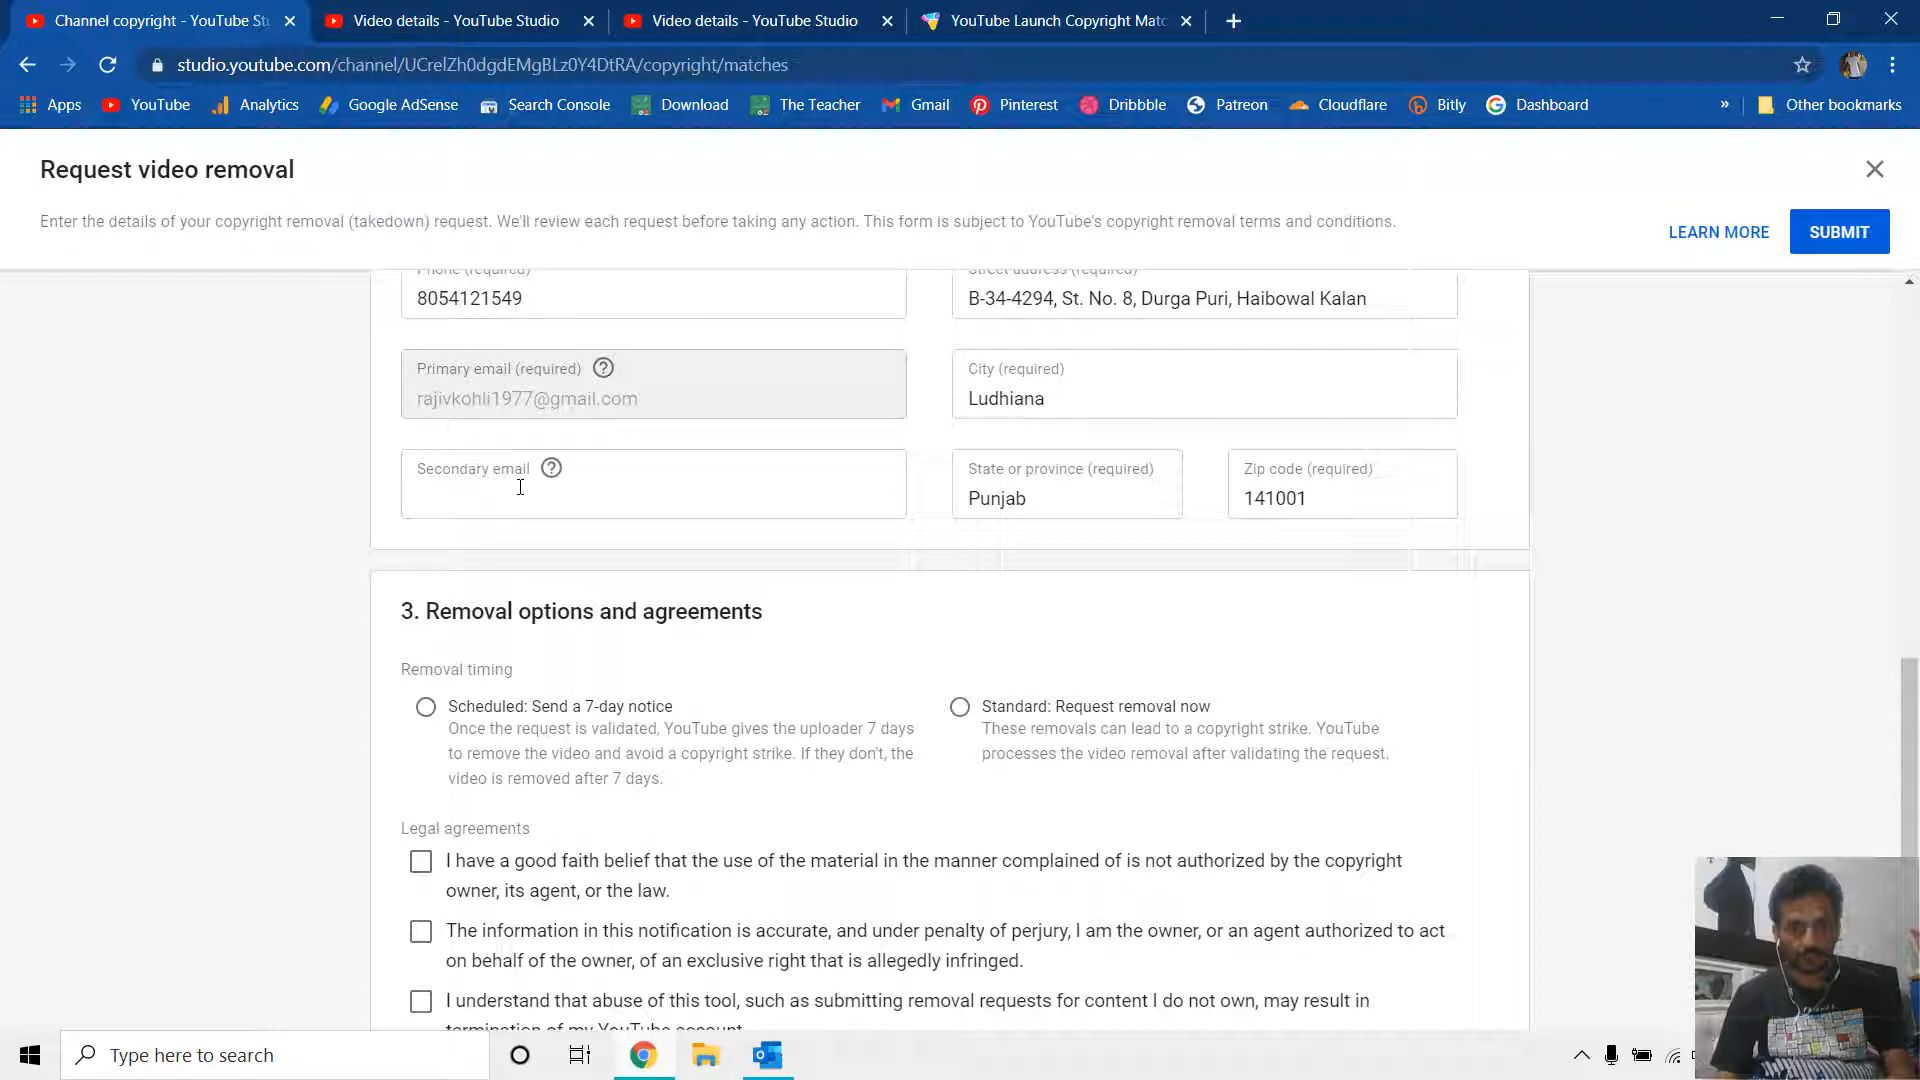 Channel copyright - YouTube Stu
Video details - YouTube Studio
Video details - YouTube Studio
YouTube Launch Copyright Matc
studio.youtube.com/channel/UCrelZh0dgdEMgBLz0Y4DtRA/copyright/matches
Apps
YouTube
Analytics
Google AdSense
Search Console
Download
The Teacher
Gmail
Pinterest
Dribbble
Patreon
Cloudflare
Bitly
Dashboard
»
Other bookmarks
Request video removal
Enter the details of your copyright removal (takedown) request. We'll review each request before taking any action. This form is subject to YouTube's copyright removal terms and conditions.
LEARN MORE
SUBMIT
Phone (required)
Street address (required)
8054121549
B-34-4294, St. No. 8, Durga Puri, Haibowal Kalan
Primary email (required)
City (required)
rajivkohli1977@gmail.com
Ludhiana
Secondary email
State or province (required)
Zip code (required)
Punjab
141001
3. Removal options and agreements
Removal timing
Scheduled: Send a 7-day notice
Once the request is validated, YouTube gives the uploader 7 days
to remove the video and avoid a copyright strike. If they don't, the
video is removed after 7 days.
Standard: Request removal now
These removals can lead to a copyright strike. YouTube
processes the video removal after validating the request.
Legal agreements
I have a good faith belief that the use of the material in the manner complained of is not authorized by the copyright
owner, its agent, or the law.
The information in this notification is accurate, and under penalty of perjury, I am the owner, or an agent authorized to act
on behalf of the owner, of an exclusive right that is allegedly infringed.
I understand that abuse of this tool, such as submitting removal requests for content I do not own, may result in
termination of my YouTube account.
Type here to search